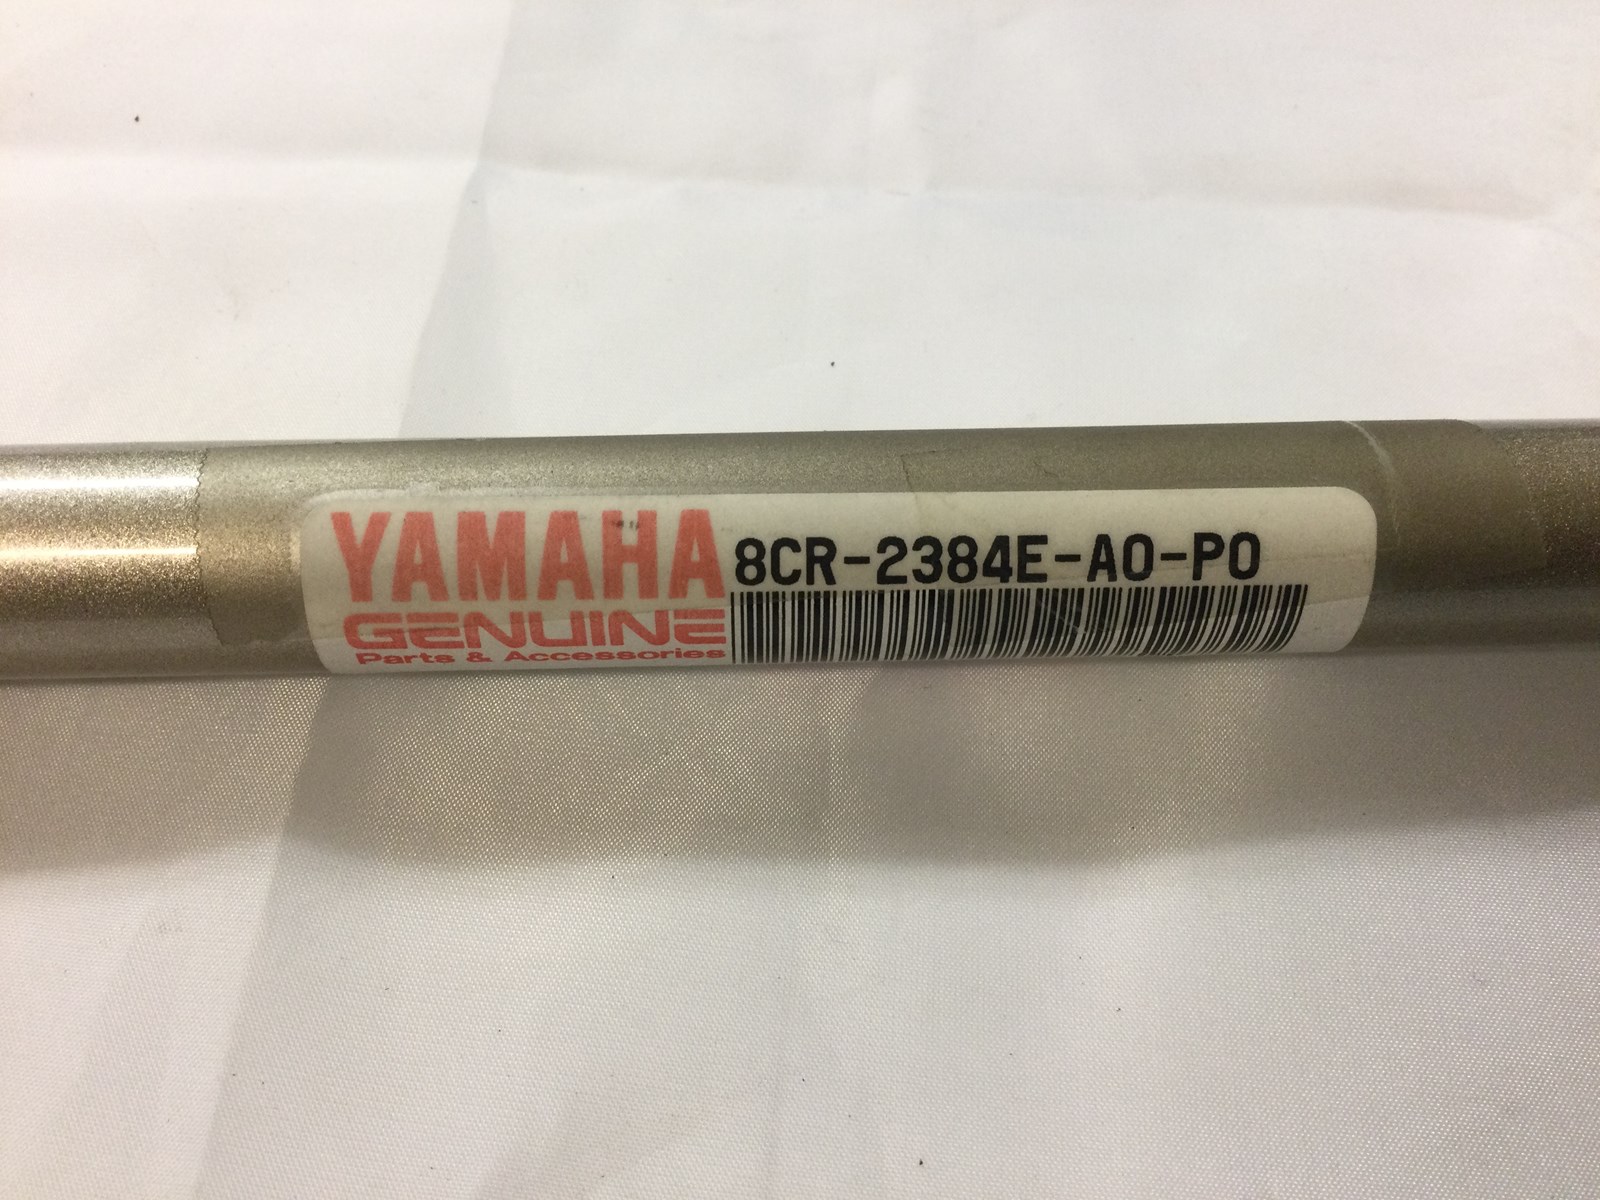 YAMAHA
GENUINE
Parts & Accessories
8CR-2384E-A0-P0